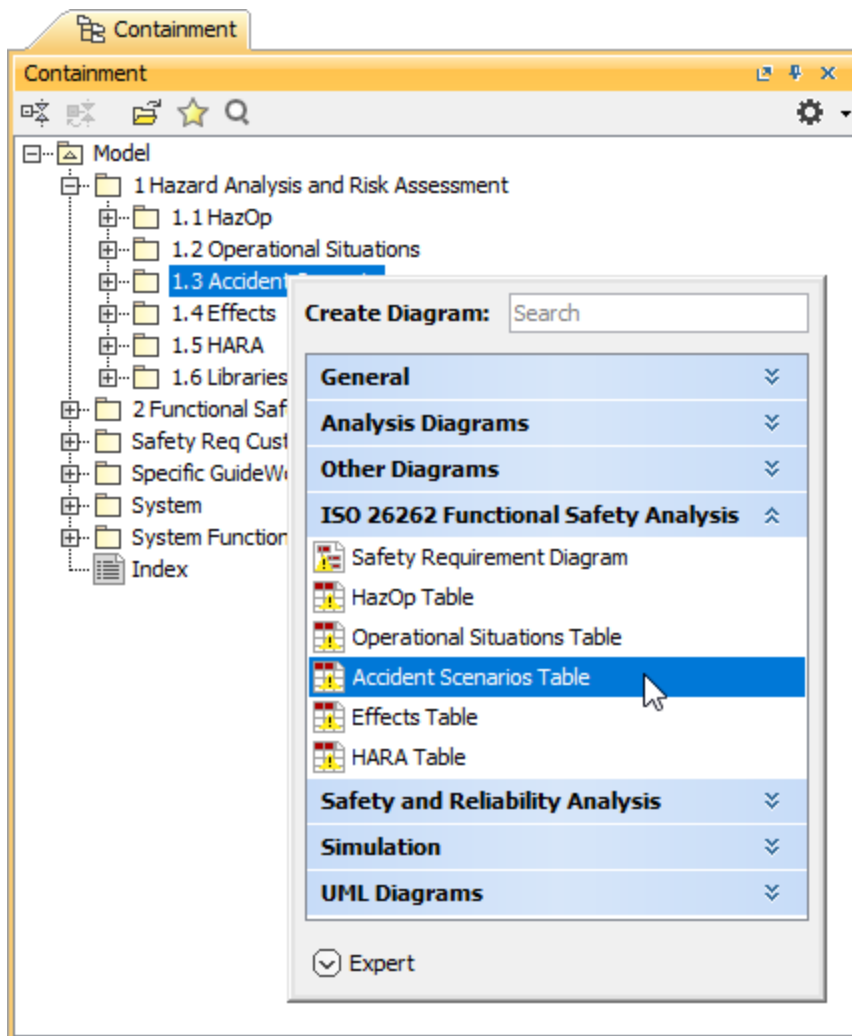 Containment
Containment
Model
1 Hazard Analysis and Risk Assessment
1.1 HazOp
1.2 Operational Situations
1.3 Accident
1.4 Effects
1.5 HARA
1.6 Libraries
2 Functional Saf
Safety Req Cust
Specific GuideW
System
System Function
Index
Create Diagram:
Search
General
Analysis Diagrams
Other Diagrams
ISO 26262 Functional Safety Analysis
Safety Requirement Diagram
HazOp Table
Operational Situations Table
Accident Scenarios Table
Effects Table
HARA Table
Safety and Reliability Analysis
Simulation
UML Diagrams
Expert